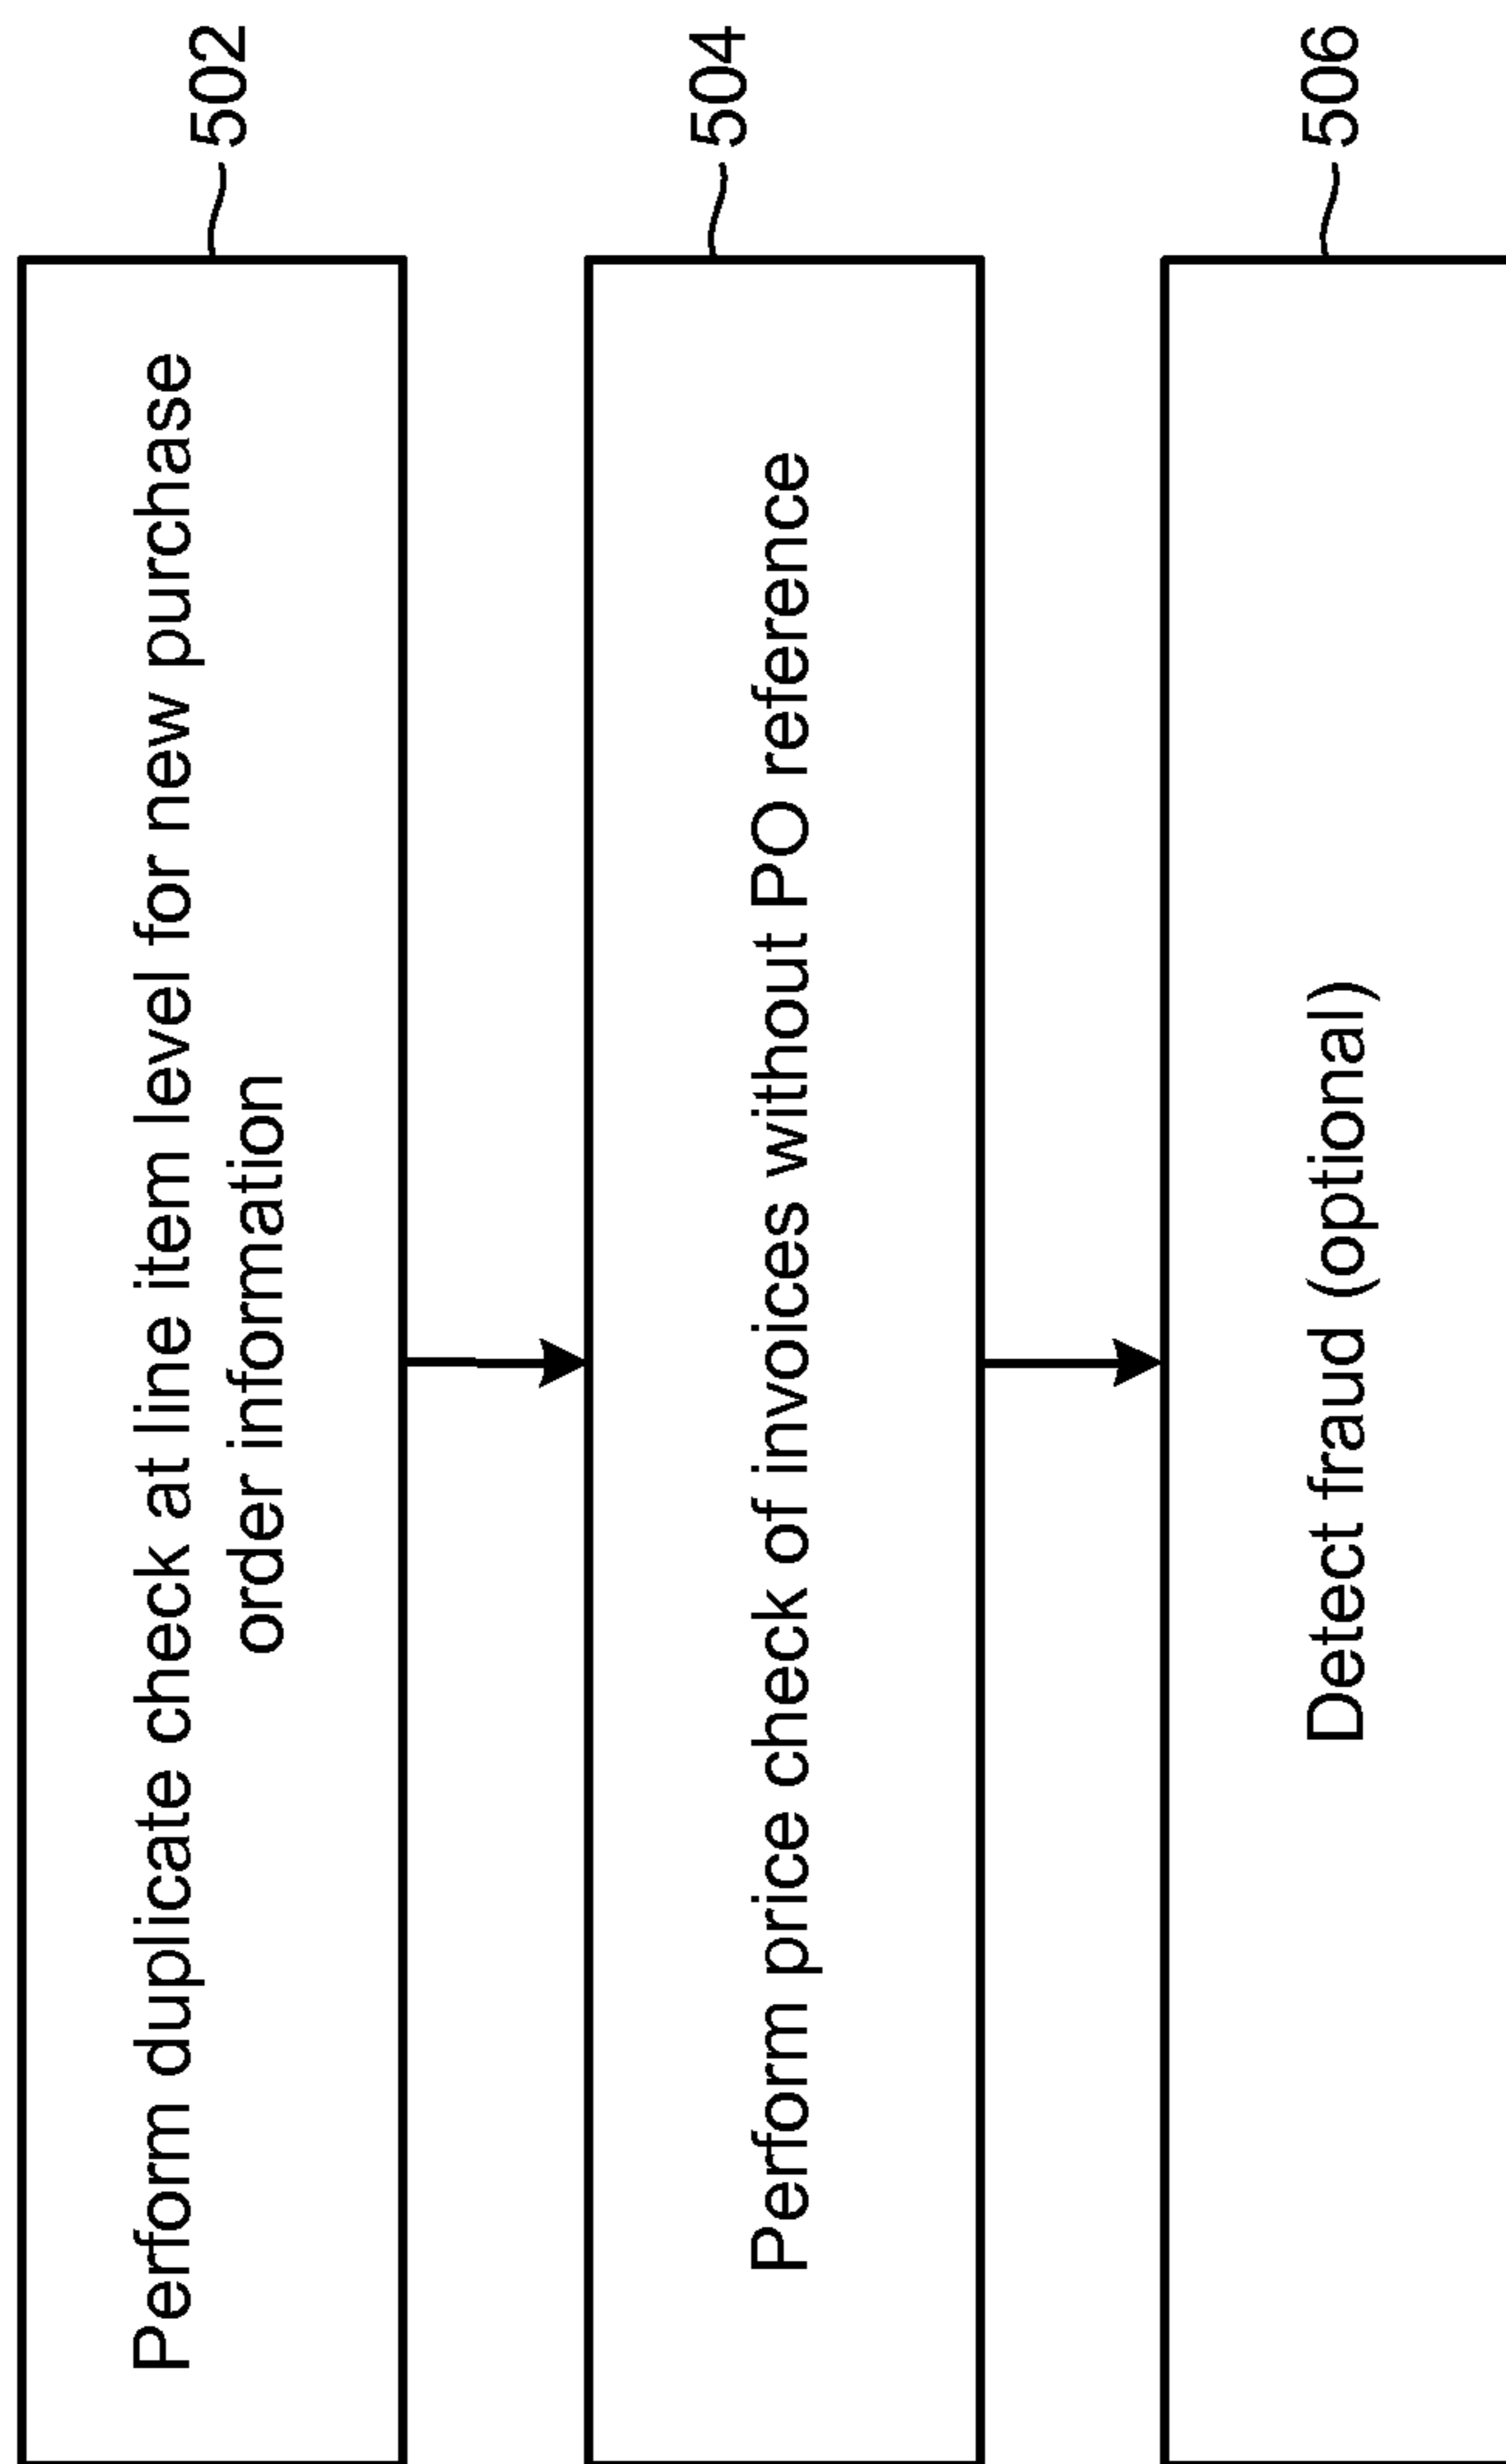 Perform duplicate check at line item level for new purchase
order information
502
Perform price check of invoices without PO reference
504
Detect fraud (optional)
506